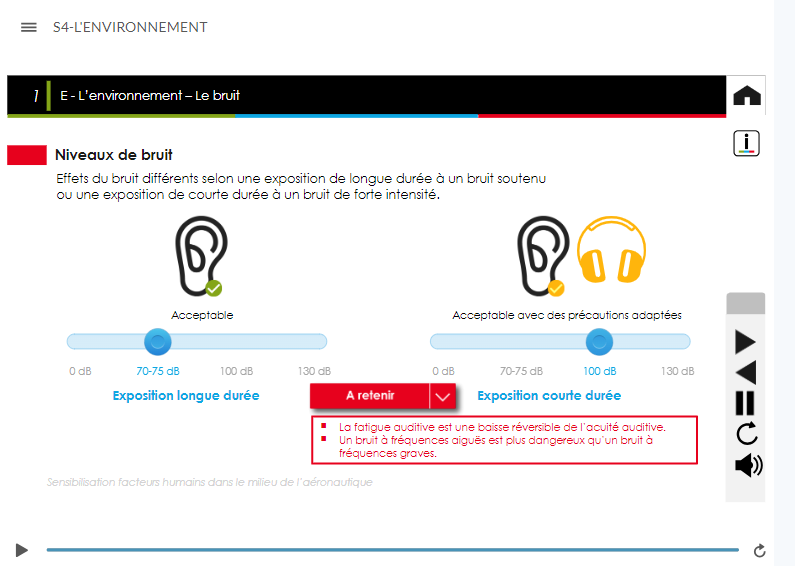 S4-L'ENVIRONNEMENT
1 E - L'environnement – Le bruit
i
Niveaux de bruit
Effets du bruit différents selon une exposition de longue durée à un bruit soutenu
ou une exposition de courte durée à un bruit de forte intensité.
Acceptable
Acceptable avec des précautions adaptées
0 dB 70-75 dB 100 dB 130 dB
0 dB 70-75 dB 100 dB 130 dB
Exposition longue durée
A retenir
Exposition courte durée
La fatigue auditive est une baisse réversible de l'acuité auditive.
Un bruit à fréquences aiguës est plus dangereux qu'un bruit à
fréquences graves.
Sensibilisation facteurs humains dans le milieu de l'aéronautique